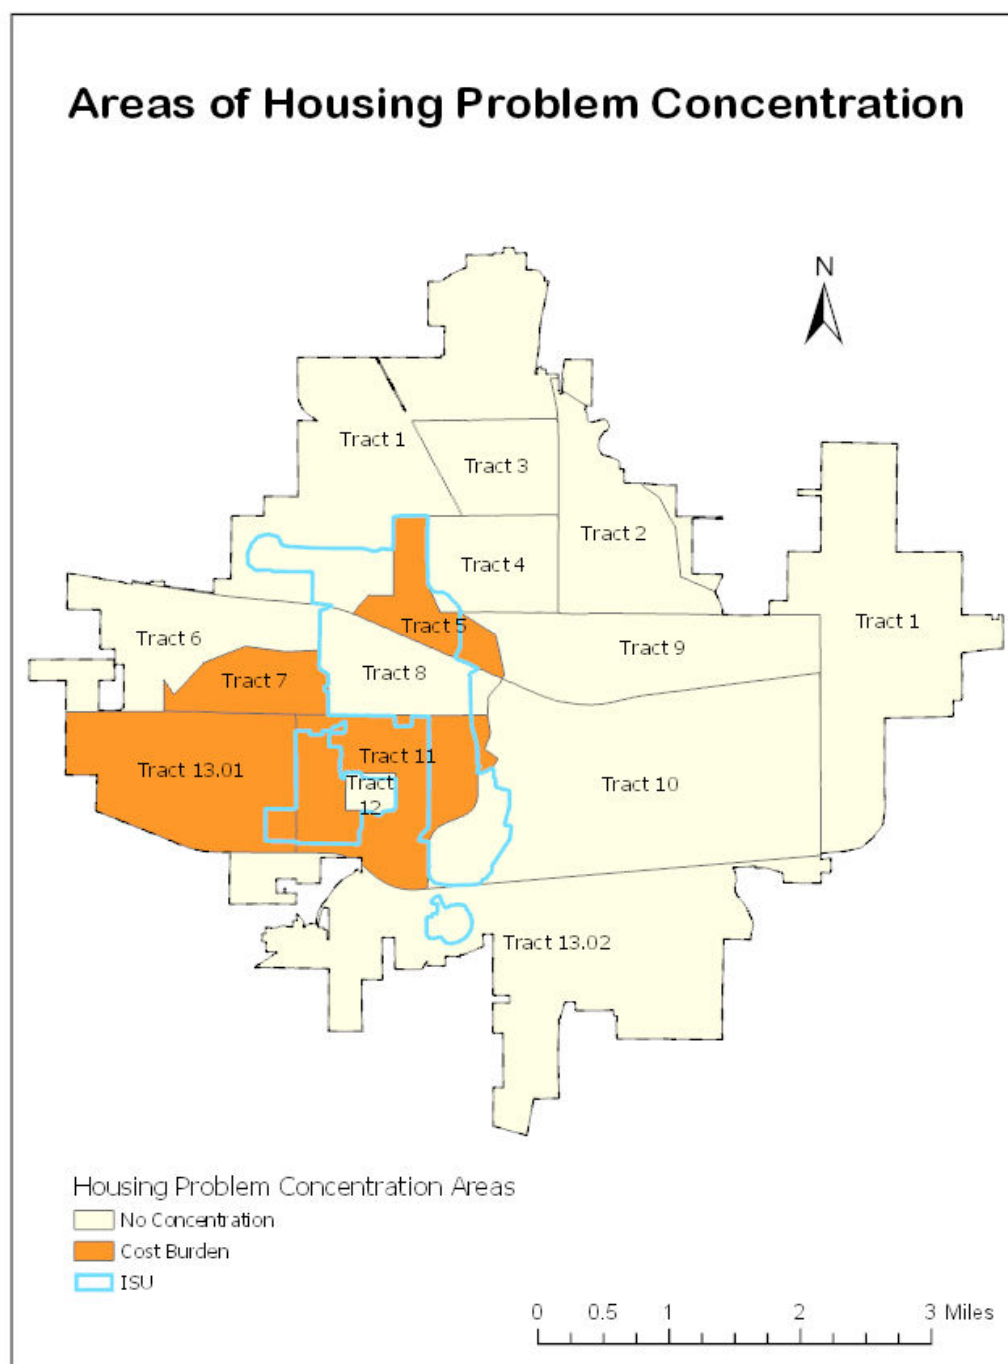 Areas of Housing Problem Concentration
N
Tract 1
Tract 3
Tract 2
Tract 4
Tract 1
Tract 5
Tract 6
Tract 9
Tract 8
Tract 7
Tract 11
Tract 13.01
Tract
12
Tract 10
Tract 13.02
Housing Problem Concentration Areas
No Concentration
Cost Burden
ISU
0 0.5 1 2 3 Miles